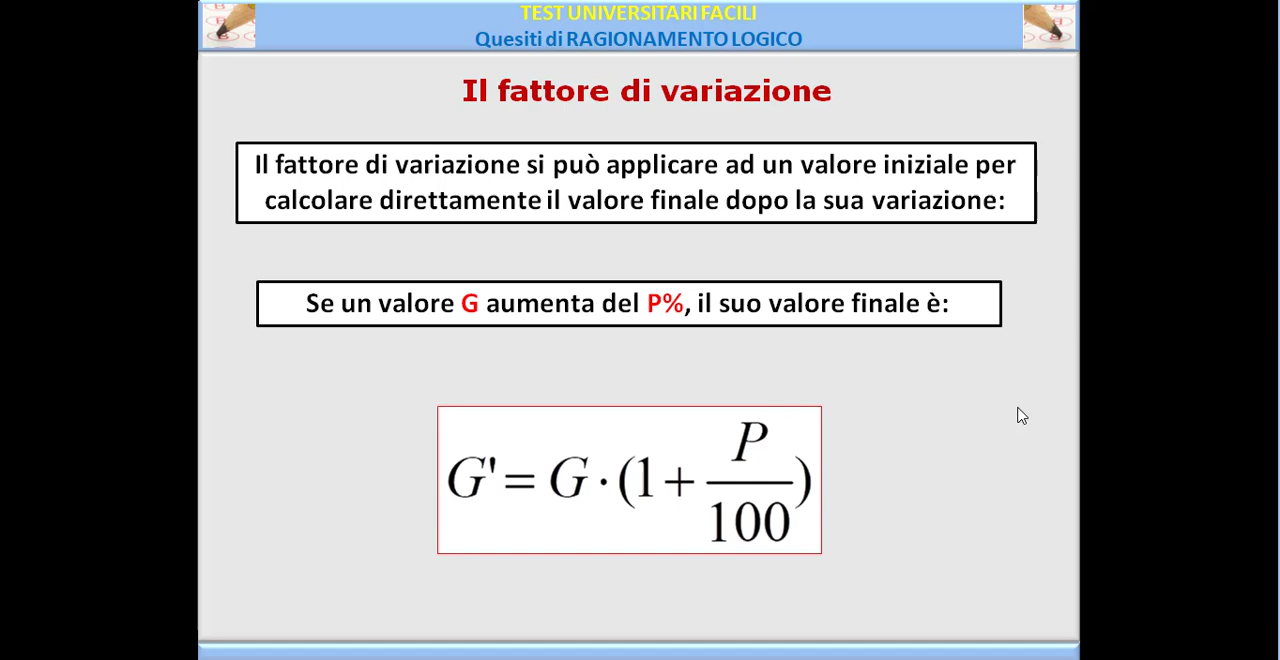 TEST UNIVERSITARI FACILI
Quesiti di RAGIONAMENTO LOGICO
Il fattore di variazione
Il fattore di variazione si può applicare ad un valore iniziale per
calcolare direttamente il valore finale dopo la sua variazione:
Se un valore G aumenta del P%, il suo valore finale è:
G' = G · (1 + P/100)